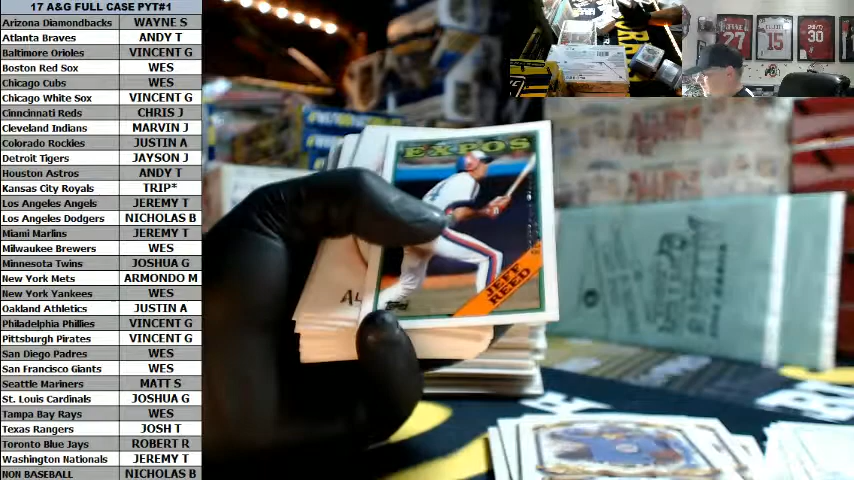 17 A&G FULL CASE PYT#1
Arizona Diamondbacks WAYNE S
Atlanta Braves ANDY T
Baltimore Orioles VINCENT G
Boston Red Sox WES
Chicago Cubs WES
Chicago White Sox VINCENT G
Cinncinnati Reds CHRIS J
Cleveland Indians MARVIN J
Colorado Rockies JUSTIN A
Detroit Tigers JAYSON J
Houston Astros ANDY T
Kansas City Royals TRIP*
Los Angeles Angels JEREMY T
Los Angeles Dodgers NICHOLAS B
Miami Marlins JEREMY T
Milwaukee Brewers WES
Minnesota Twins JOSHUA G
New York Mets ARMONDO M
New York Yankees WES
Oakland Athletics JUSTIN A
Philadelphia Phillies VINCENT G
Pittsburgh Pirates VINCENT G
San Diego Padres WES
San Francisco Giants WES
Seattle Mariners MATT S
St. Louis Cardinals JOSHUA G
Tampa Bay Rays WES
Texas Rangers JOSH T
Toronto Blue Jays ROBERT R
Washington Nationals JEREMY T
NON BASEBALL NICHOLAS B
EXPOS
JEFF
REED
27
15
30